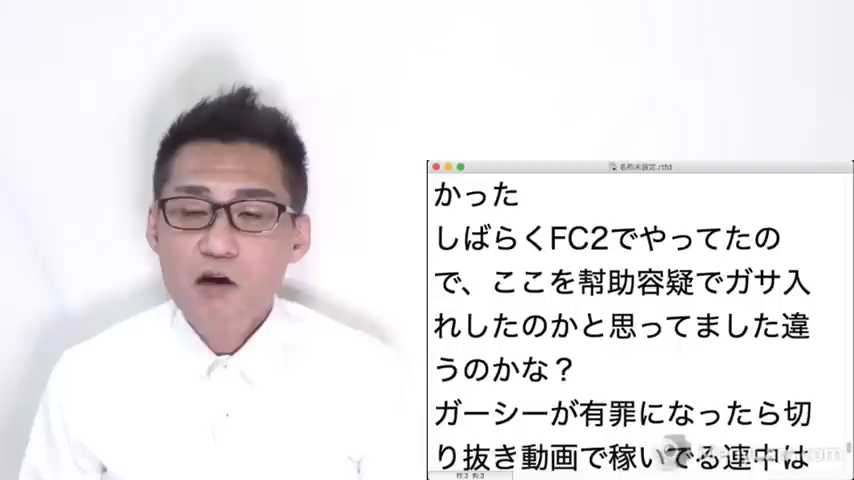 名称未設定.rtfd
かった
しばらくFC2でやってたの
で、ここを幇助容疑でガサ入
れしたのかと思ってました違
うのかな？
ガーシーが有罪になったら切
り抜き動画で稼いでる連中は